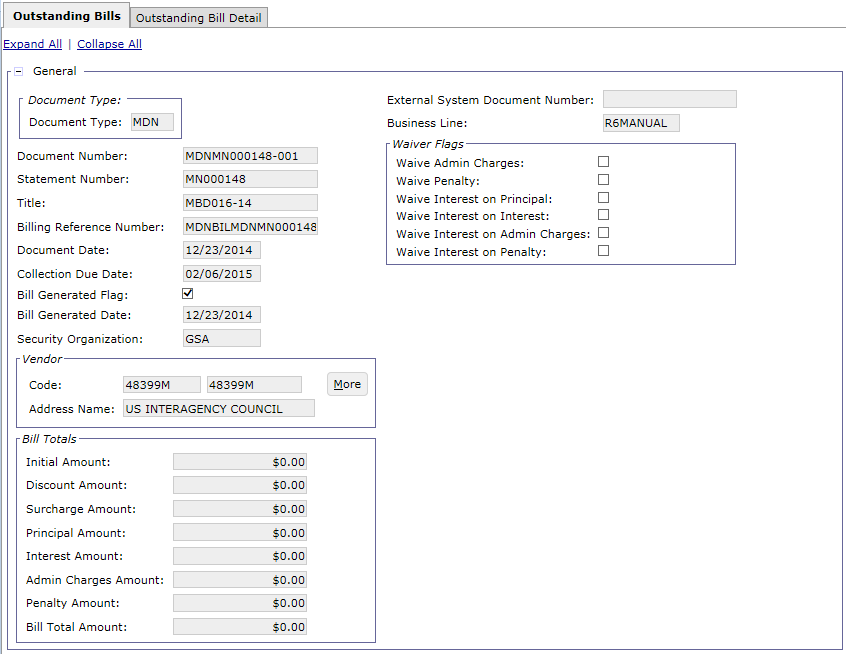 Outstanding Bills Outstanding Bill Detail
Expand All | Collapse All
General
Document Type:
Document Type: MDN
Document Number: MDNMN000148-001
Statement Number: MN000148
Title: MBD016-14
Billing Reference Number: MDNBILMDNMN000148
Document Date: 12/23/2014
Collection Due Date: 02/06/2015
Bill Generated Flag:
Bill Generated Date: 12/23/2014
Security Organization: GSA
External System Document Number:
Business Line: R6MANUAL
Waiver Flags
Waive Admin Charges:
Waive Penalty:
Waive Interest on Principal:
Waive Interest on Interest:
Waive Interest on Admin Charges:
Waive Interest on Penalty:
Vendor
Code: 48399M 48399M More
Address Name: US INTERAGENCY COUNCIL
Bill Totals
Initial Amount: $0.00
Discount Amount: $0.00
Surcharge Amount: $0.00
Principal Amount: $0.00
Interest Amount: $0.00
Admin Charges Amount: $0.00
Penalty Amount: $0.00
Bill Total Amount: $0.00